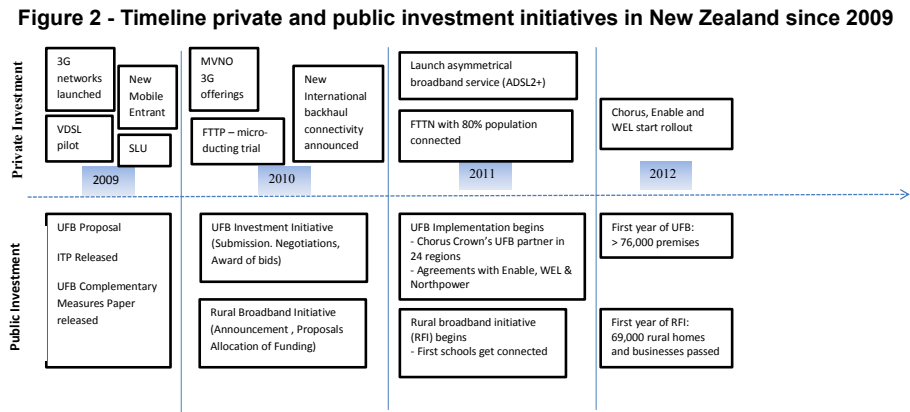 Figure 2 - Timeline private and public investment initiatives in New Zealand since 2009
Private Investment
3G
networks
launched
New
Mobile
Entrant
VDSL
pilot
SLU
MVNO
3G
offerings
FTTP – micro-
ducting trial
New
International
backhaul
connectivity
announced
Launch asymmetrical
broadband service (ADSL2+)
FTTN with 80% population
connected
Chorus, Enable and
WEL start rollout
2009
2010
2011
2012
Public Investment
UFB Proposal
ITP Released
UFB Complementary
Measures Paper
released
UFB Investment Initiative
(Submission. Negotiations,
Award of bids)
Rural Broadband Initiative
(Announcement , Proposals
Allocation of Funding)
UFB Implementation begins
- Chorus Crown's UFB partner in
24 regions
- Agreements with Enable, WEL &
Northpower
Rural broadband initiative
(RFI) begins
- First schools get connected
First year of UFB:
> 76,000 premises
First year of RFI:
69,000 rural homes
and businesses passed